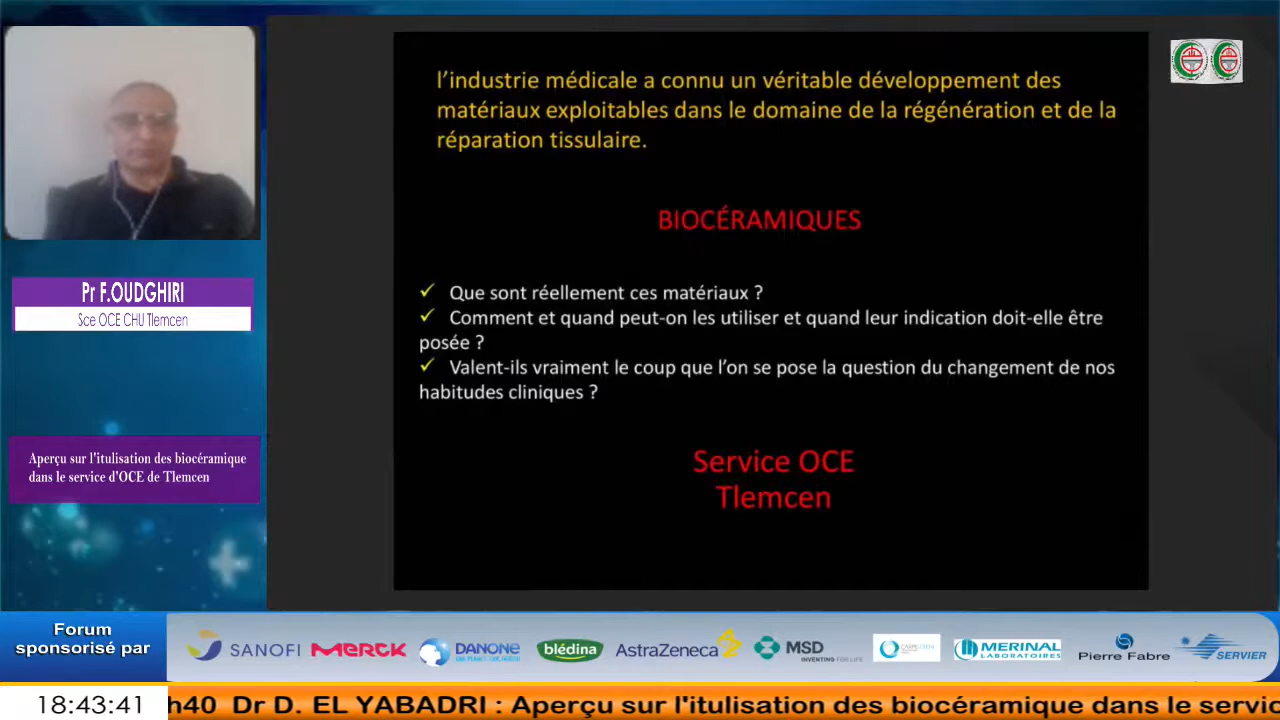 l’industrie médicale a connu un véritable développement des
matériaux exploitables dans le domaine de la régénération et de la
réparation tissulaire.
BIOCÉRAMIQUES
✓ Que sont réellement ces matériaux ?
✓ Comment et quand peut-on les utiliser et quand leur indication doit-elle être
posée ?
✓ Valent-ils vraiment le coup que l’on se pose la question du changement de nos
habitudes cliniques ?
Service OCE
Tlemcen
Pr F.OUDGHIRI
Sce OCE CHU Tlemcen
Aperçu sur l'itulisation des biocéramique
dans le service d'OCE de Tlemcen
Forum
sponsorisé par
SANOFI
MERCK
DANONE
blédina
AstraZeneca
MSD
INVENTING FOR LIFE
MERINAL
LABORATOIRES
Pierre Fabre
SERVIER
18:43:41
h40 Dr D. EL YABADRI : Aperçu sur l'itulisation des biocéramique dans le servic